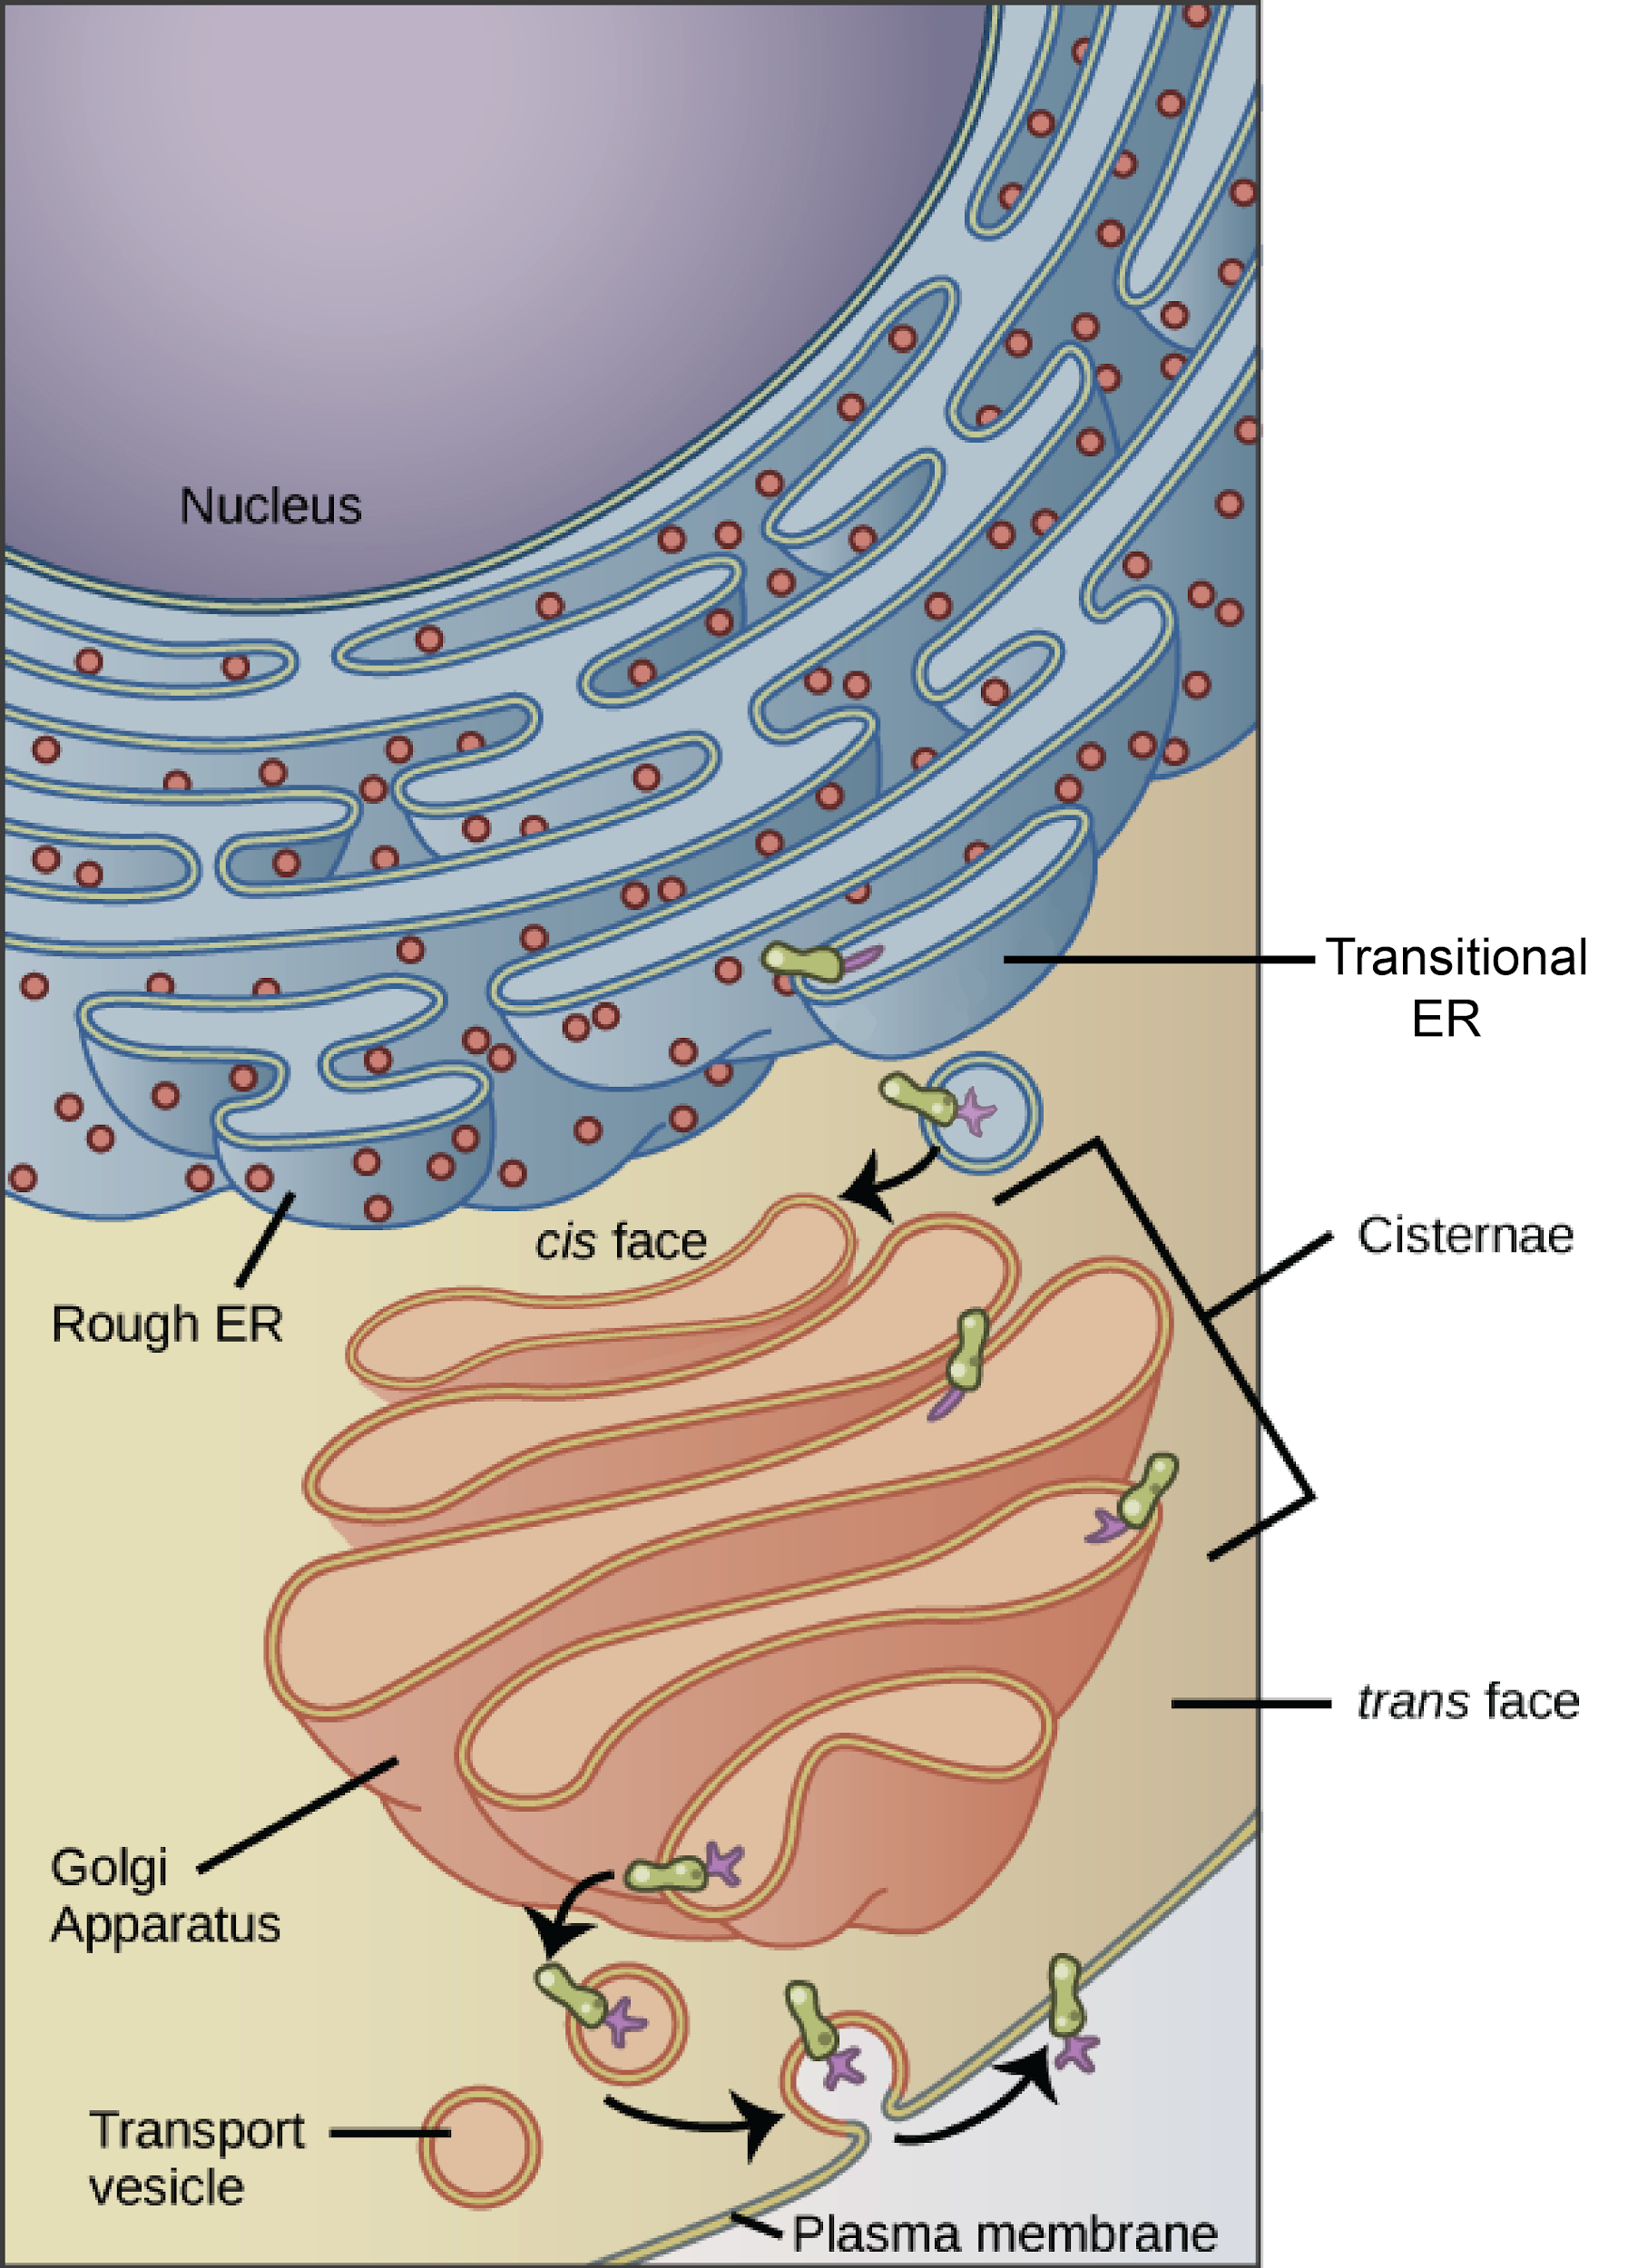 Nucleus
Transitional
ER
Cisternae
cis face
Rough ER
trans face
Golgi
Apparatus
Transport
vesicle
Plasma membrane